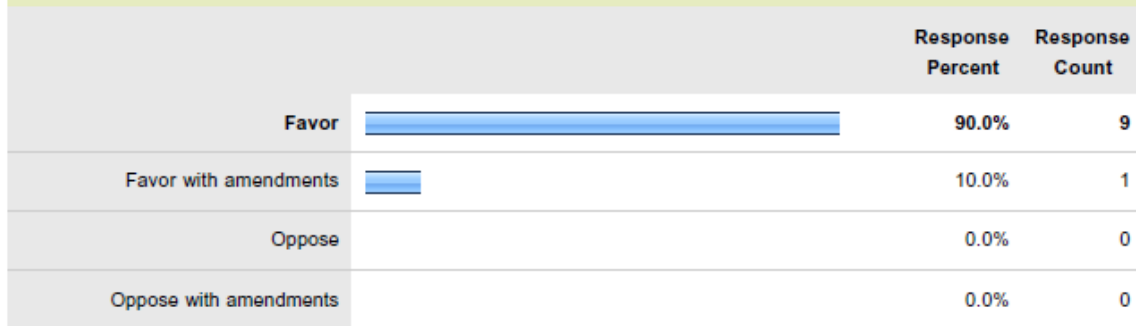 Response Response
Percent Count
Favor 90.0% 9
Favor with amendments 10.0% 1
Oppose 0.0% 0
Oppose with amendments 0.0% 0